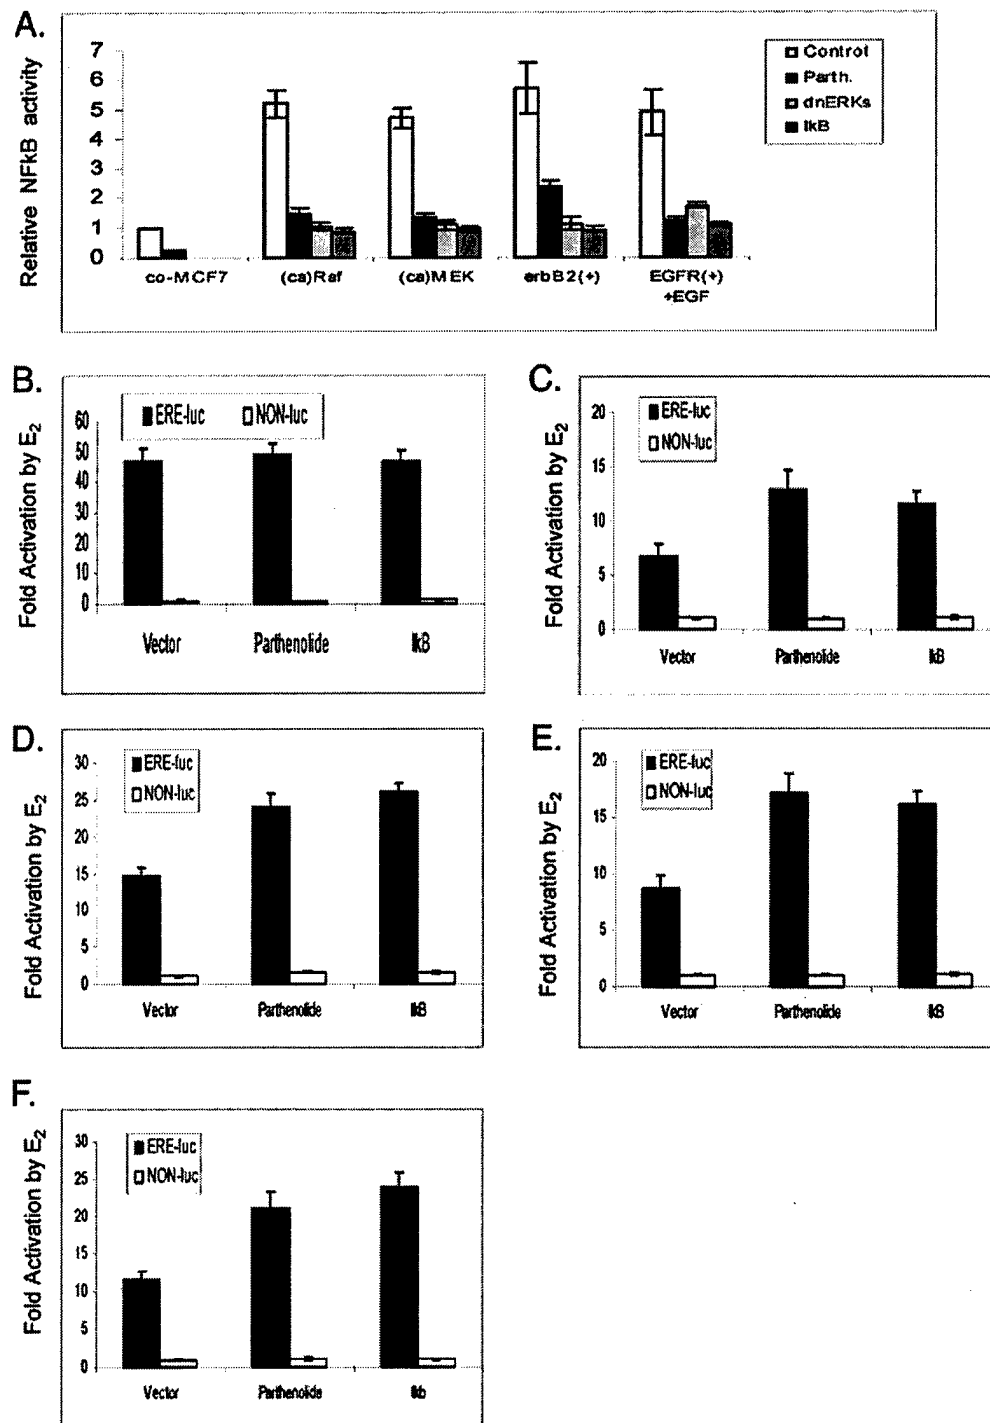 A.
Relative NFkB activity
7
6
5
4
3
2
1
0
co-MCF7
(ca)Raf
(ca)MEK
erbB2(+)
EGFR(+)
+EGF
Control
Parth.
dnERKs
IkB
B.
Fold Activation by E2
60
50
40
30
20
10
0
ERE-luc
NON-luc
Vector
Parthenolide
IkB
C.
Fold Activation by E2
20
15
10
5
0
ERE-luc
NON-luc
Vector
Parthenolide
IkB
D.
Fold Activation by E2
30
25
20
15
10
5
0
ERE-luc
NON-luc
Vector
Parthenolide
IkB
E.
Fold Activation by E2
20
15
10
5
0
ERE-luc
NON-luc
Vector
Parthenolide
IkB
F.
Fold Activation by E2
30
25
20
15
10
5
0
ERE-luc
NON-luc
Vector
Parthenolide
Ikb